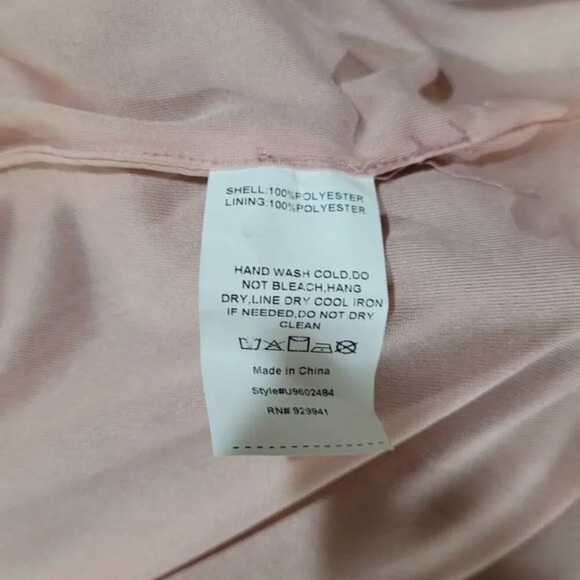 SHELL:100%POLYESTER
LINING:100%POLYESTER
HAND WASH COLD,DO
NOT BLEACH,HANG
DRY,LINE DRY COOL IRON
IF NEEDED,DO NOT DRY
CLEAN
Made in China
Style#U9602484
RN# 929941